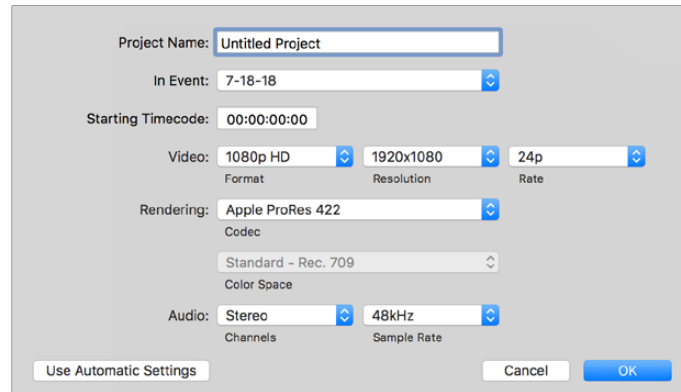 Project Name: Untitled Project
In Event: 7-18-18
Starting Timecode: 00:00:00:00
Video: 1080p HD 1920x1080 24p
Format Resolution Rate
Rendering: Apple ProRes 422
Codec
Standard - Rec. 709
Color Space
Audio: Stereo 48kHz
Channels Sample Rate
Use Automatic Settings Cancel OK